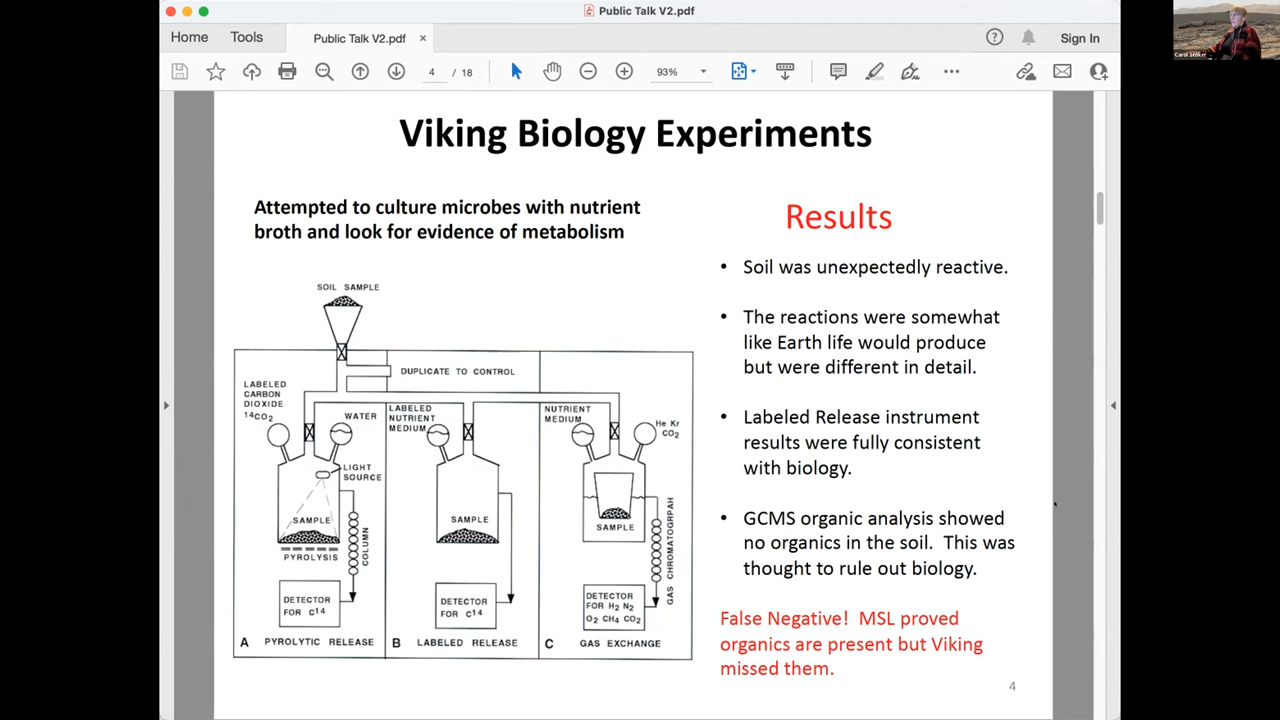 Public Talk V2.pdf
Home
Tools
Public Talk V2.pdf
×
?
Sign In
4 / 18
93%
Carol Stoker
Viking Biology Experiments
Attempted to culture microbes with nutrient
broth and look for evidence of metabolism
SOIL SAMPLE
DUPLICATE TO CONTROL
LABELED
CARBON
DIOXIDE
14CO2
WATER
LIGHT
SOURCE
SAMPLE
PYROLYSIS
COLUMN
DETECTOR
FOR C14
A PYROLYTIC RELEASE
LABELED
NUTRIENT
MEDIUM
SAMPLE
DETECTOR
FOR C14
B LABELED RELEASE
NUTRIENT
MEDIUM
He Kr
CO2
SAMPLE
GAS CHROMATOGRPAH
DETECTOR
FOR H2 N2
O2 CH4 CO2
C GAS EXCHANGE
Results
• Soil was unexpectedly reactive.
• The reactions were somewhat
like Earth life would produce
but were different in detail.
• Labeled Release instrument
results were fully consistent
with biology.
• GCMS organic analysis showed
no organics in the soil. This was
thought to rule out biology.
False Negative! MSL proved
organics are present but Viking
missed them.
4